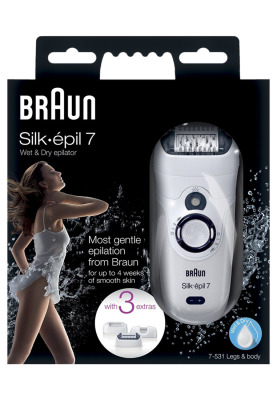 BRAUN
Silk·épil 7
Wet & Dry epilator
Most gentle
epilation
from Braun
for up to 4 weeks
of smooth skin
with 3 extras
BRAUN
Silk·épil 7
7-531 Legs & body